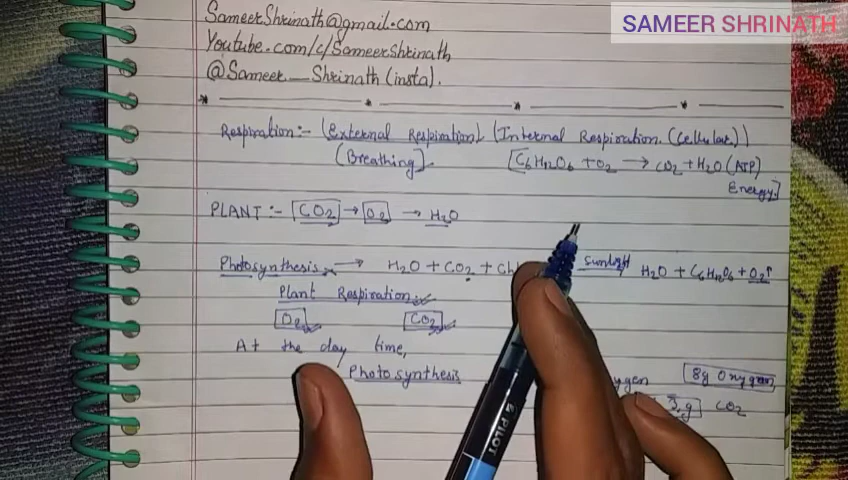 SAMEER SHRINATH
SameerShrinath@gmail.com
Youtube.com/c/SameerShrinath
@Sameer_Shrinath (insta).
Respiration:- (External Respiration) (Internal Respiration. (Cellular.))
(Breathing). [C6H12O6 + O2 → CO2 + H2O (ATP)
Energy.]
PLANT:- [CO2] → [O2] → H2O
Photosynthesis → H2O + CO2 + sunlight H2O + C6H12O6 + O2↑
Plant Respiration.
O2 CO2
At the day time,
Photosynthesis
8g Oxygen
g CO2
PILOT